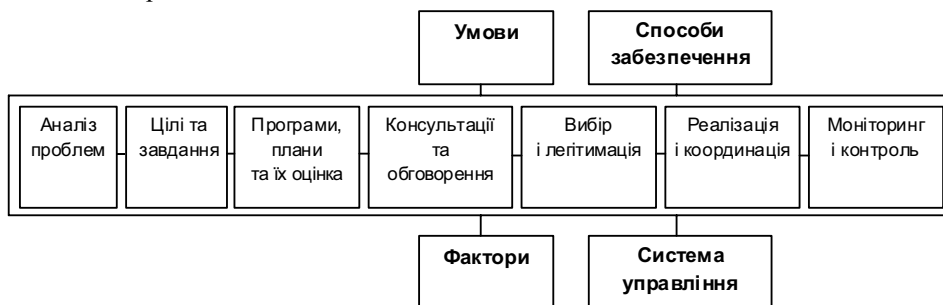 Умови
Способи
забезпечення
Аналіз
проблем
Цілі та
завдання
Програми,
плани
та їх оцінка
Консультації
та
обговорення
Вибір
і легітимація
Реалізація
і координація
Моніторинг
і контроль
Фактори
Система
управління